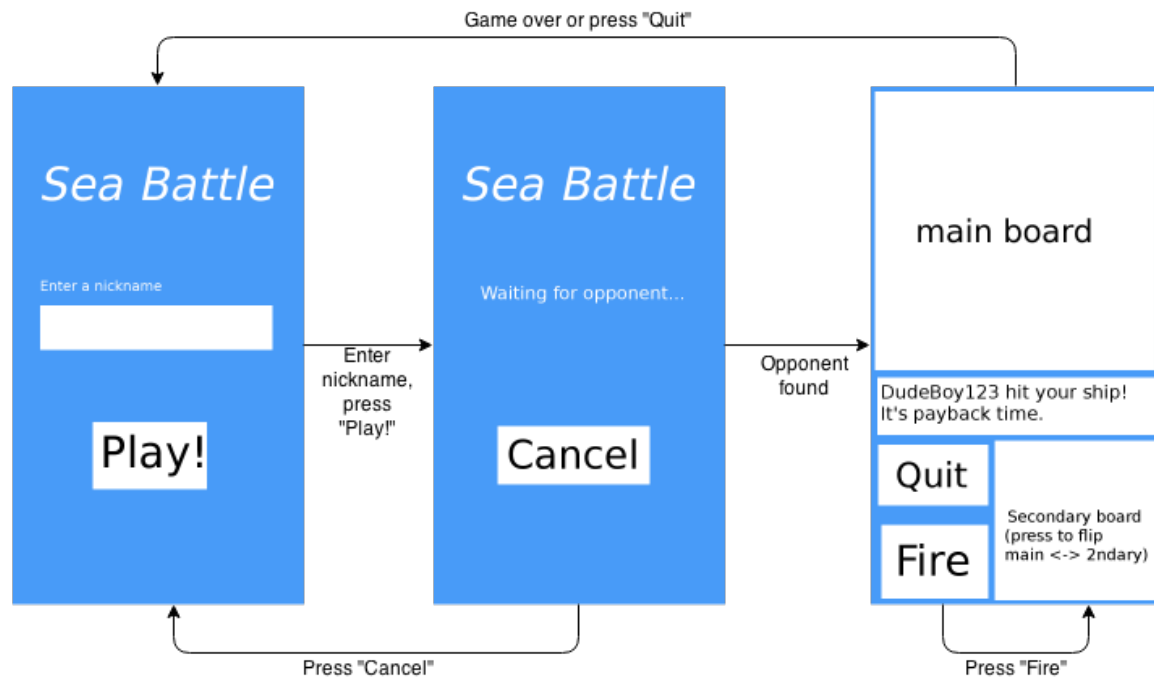 Game over or press "Quit"
Sea Battle
Enter a nickname
Play!
Enter
nickname,
press
"Play!"
Sea Battle
Waiting for opponent...
Cancel
Opponent
found
main board
DudeBoy123 hit your ship!
It's payback time.
Quit
Fire
Secondary board
(press to flip
main <-> 2ndary)
Press "Cancel"
Press "Fire"